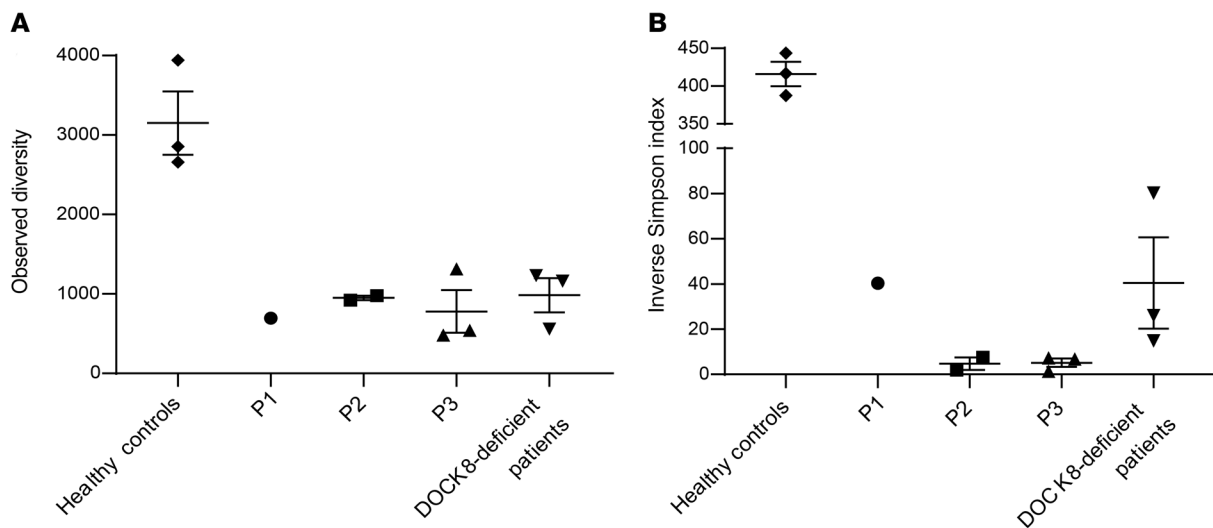 A
Observed diversity
4000
3000
2000
1000
0
Healthy controls
P1
P2
P3
DOCK8-deficient
patients
B
Inverse Simpson index
450
400
350
100
80
60
40
20
0
Healthy controls
P1
P2
P3
DOCK8-deficient
patients